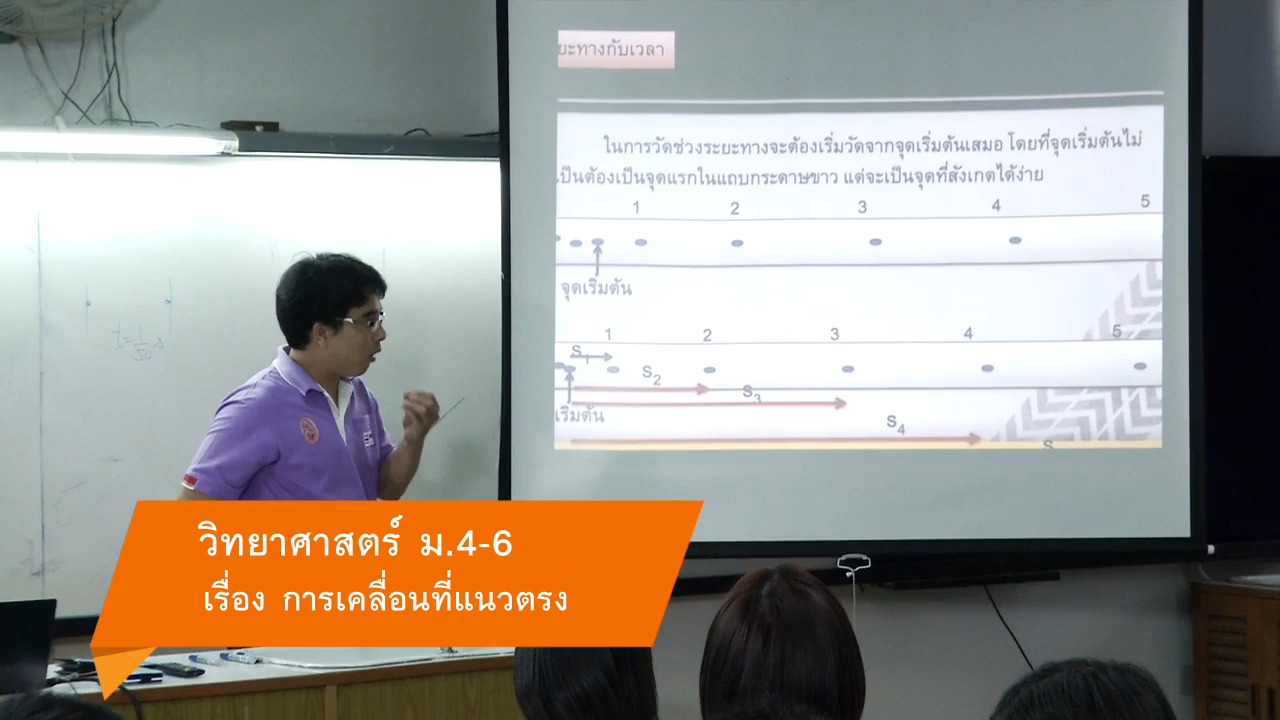 ยะทางกับเวลา
ในการวัดช่วงระยะทางจะต้องเริ่มวัดจากจุดเริ่มต้นเสมอ โดยที่จุดเริ่มต้นไม่
เป็นต้องเป็นจุดแรกในแถบกระดาษขาว แต่จะเป็นจุดที่สังเกตได้ง่าย
1 2 3 4 5
จุดเริ่มต้น
1 2 3 4 5
S1
S2
S3
เริ่มต้น
S4
S
t=1/50 s
วิทยาศาสตร์ ม.4-6
เรื่อง การเคลื่อนที่แนวตรง